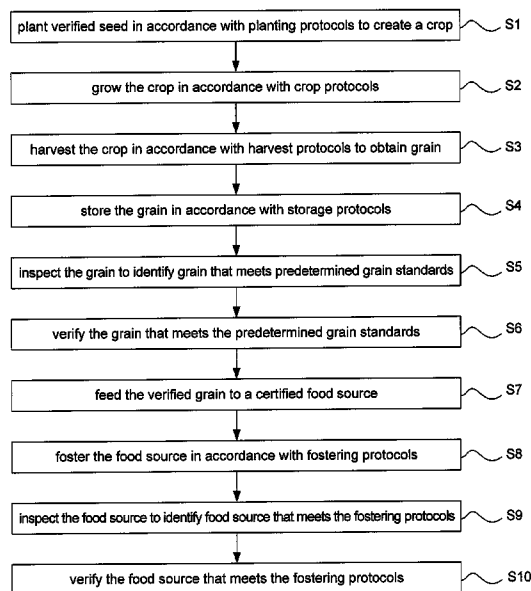 plant verified seed in accordance with planting protocols to create a crop S1
grow the crop in accordance with crop protocols S2
harvest the crop in accordance with harvest protocols to obtain grain S3
store the grain in accordance with storage protocols S4
inspect the grain to identify grain that meets predetermined grain standards S5
verify the grain that meets the predetermined grain standards S6
feed the verified grain to a certified food source S7
foster the food source in accordance with fostering protocols S8
inspect the food source to identify food source that meets the fostering protocols S9
verify the food source that meets the fostering protocols S10